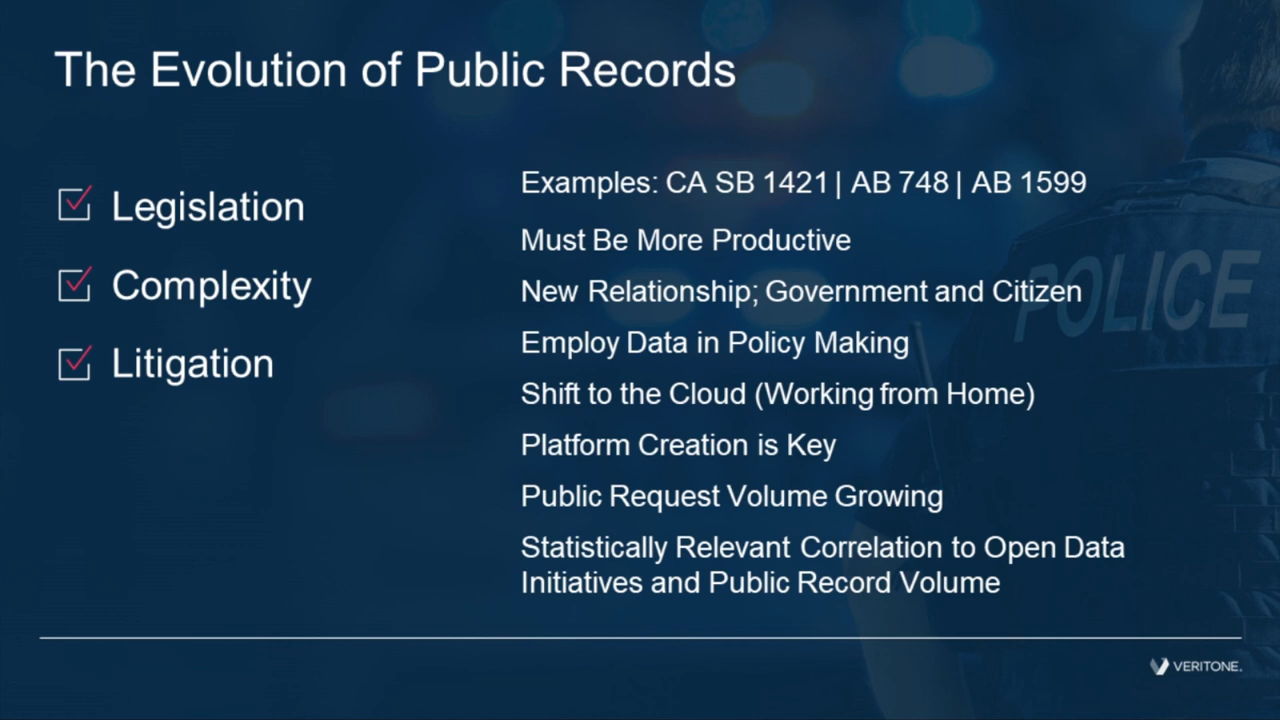 The Evolution of Public Records
Legislation
Complexity
Litigation
Examples: CA SB 1421 | AB 748 | AB 1599
Must Be More Productive
New Relationship; Government and Citizen
Employ Data in Policy Making
Shift to the Cloud (Working from Home)
Platform Creation is Key
Public Request Volume Growing
Statistically Relevant Correlation to Open Data
Initiatives and Public Record Volume
POLICE
VERITONE